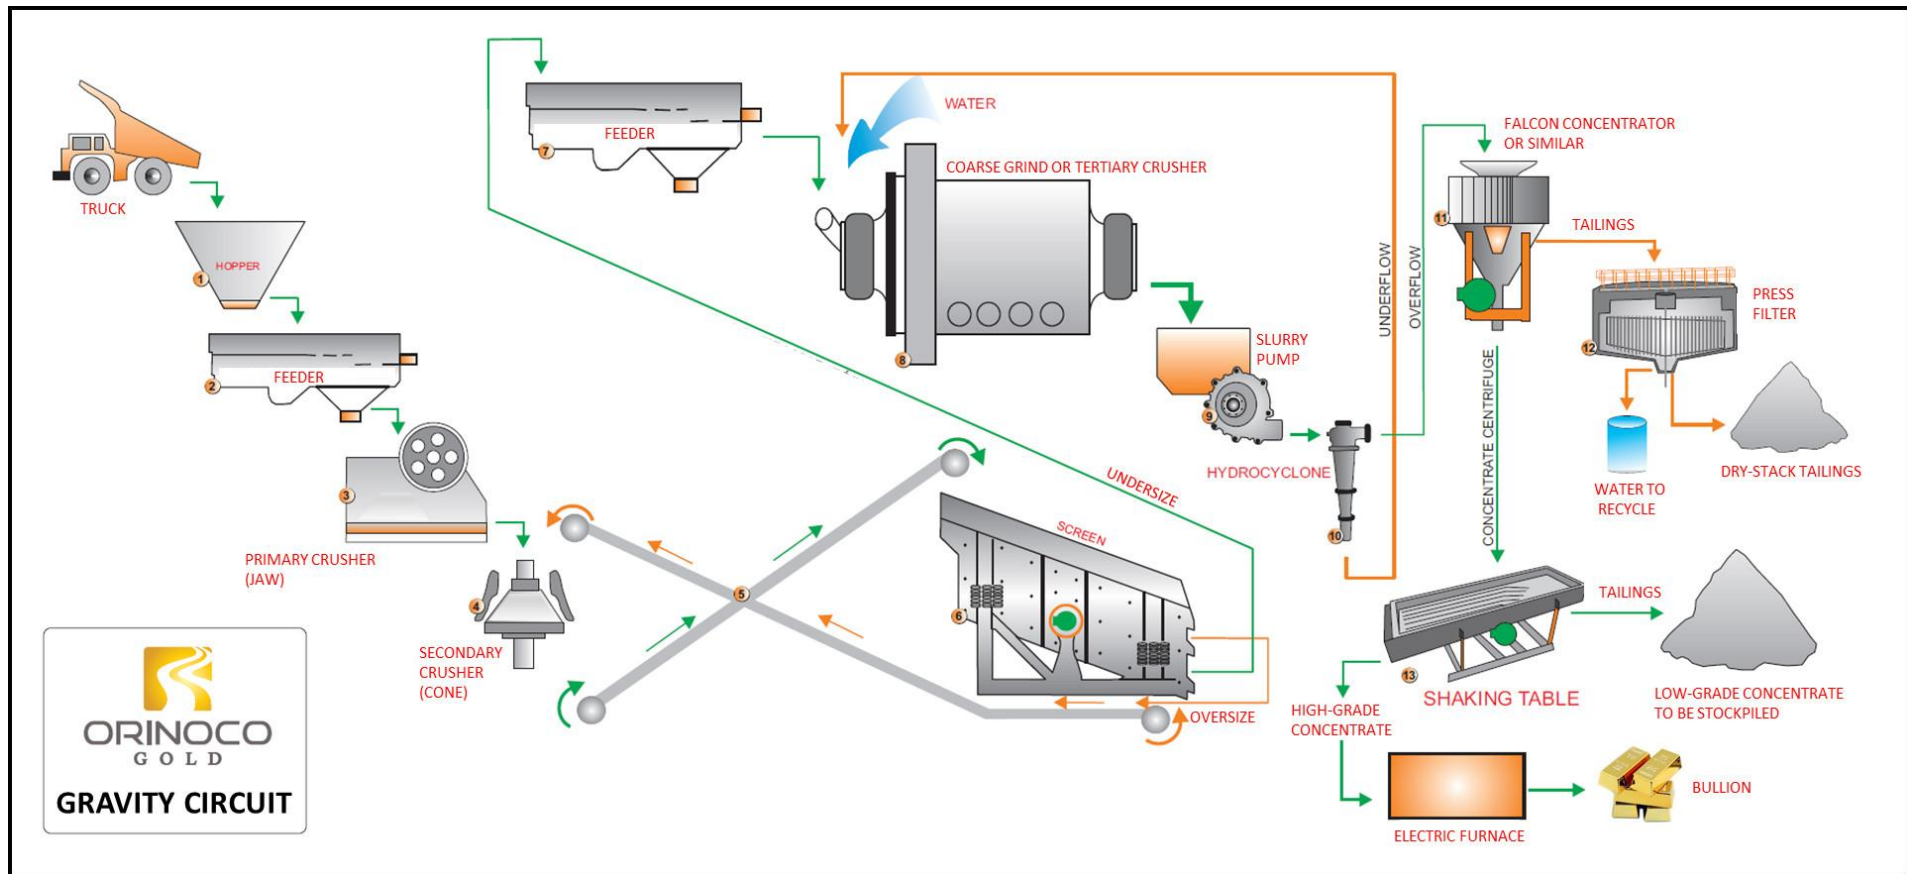 TRUCK
HOPPER
1
FEEDER
2
3
PRIMARY CRUSHER
(JAW)
4
SECONDARY
CRUSHER
(CONE)
5
SCREEN
6
UNDERSIZE
OVERSIZE
FEEDER
7
WATER
COARSE GRIND OR TERTIARY CRUSHER
8
SLURRY
PUMP
9
HYDROCYCLONE
10
UNDERFLOW
OVERFLOW
FALCON CONCENTRATOR
OR SIMILAR
11
TAILINGS
PRESS
FILTER
12
WATER TO
RECYCLE
DRY-STACK TAILINGS
CONCENTRATE CENTRIFUGE
13
SHAKING TABLE
TAILINGS
LOW-GRADE CONCENTRATE
TO BE STOCKPILED
HIGH-GRADE
CONCENTRATE
ELECTRIC FURNACE
BULLION
ORINOCO
GOLD
GRAVITY CIRCUIT